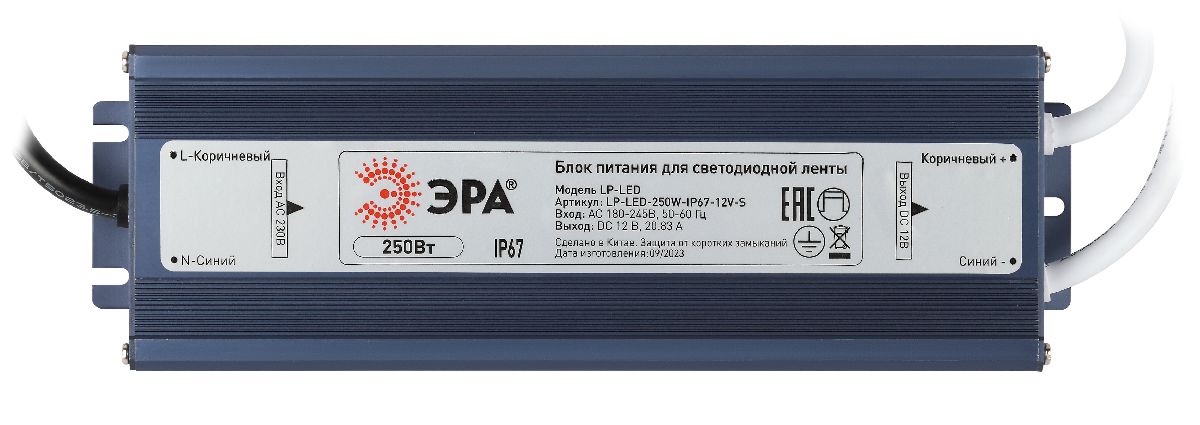 L-Коричневый
Вход AC 230В
N-Синий
ЭРА®
250Вт
IP67
Блок питания для светодиодной ленты
Модель LP-LED
Артикул: LP-LED-250W-IP67-12V-S
Вход: AC 180-245В, 50-60 Гц
Выход: DC 12 В, 20.83 А
Сделано в Китае. Защита от коротких замыканий
Дата изготовления:09/2023
EAC
Коричневый +
Выход DC 12В
Синий -